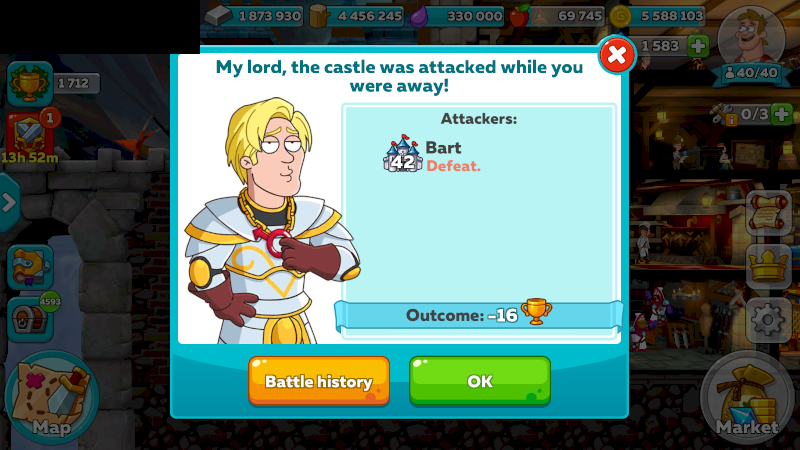 1 873 930
4 456 245
330 000
69 745
5 588 103
1 712
1 583
40/40
1
13h 52m
0/3
My lord, the castle was attacked while you
were away!
Attackers:
42
Bart
Defeat.
4593
Outcome: -16
Battle history
OK
Map
Market